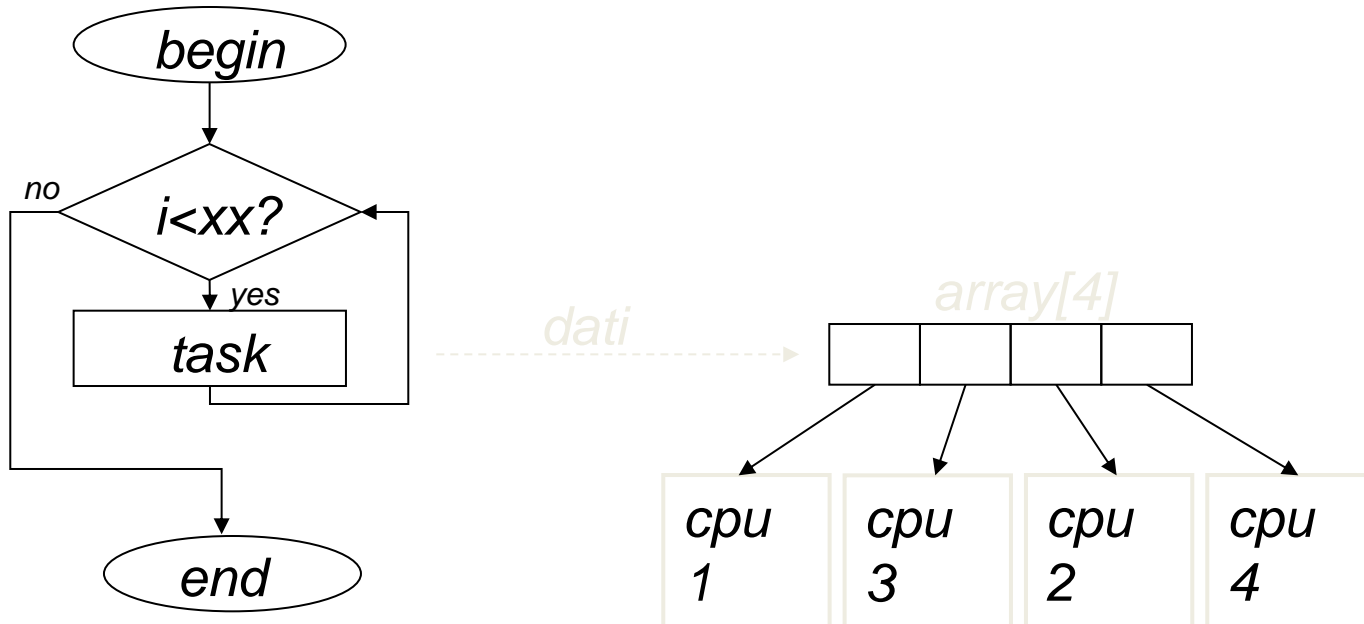 begin
no
i<xx?
yes
task
end
dati
array[4]
cpu
1
cpu
3
cpu
2
cpu
4